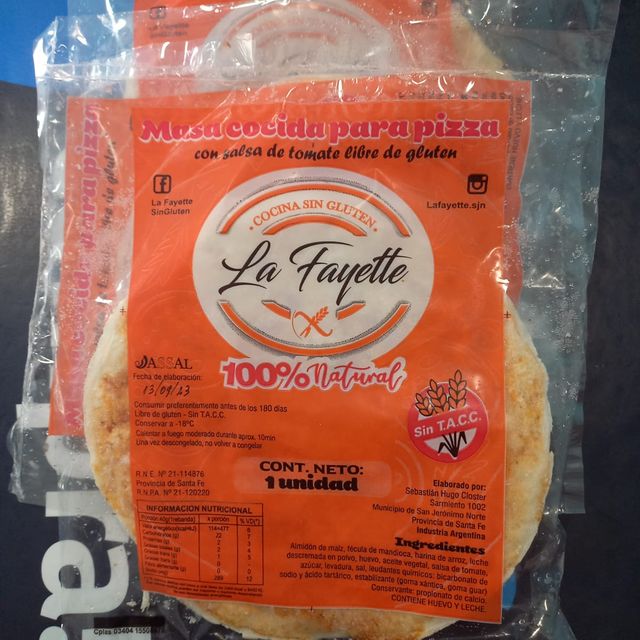 Masa cocida para pizza
con salsa de tomate libre de gluten
La Fayette
SinGluten
Lafayette.sjn
• COCINA SIN GLUTEN •
La Fayette
100% Natural
DASSAL
Fecha de elaboración:
13/09/23
Consumir preferentemente antes de los 180 días
Libre de gluten - Sin T.A.C.C.
Conservar a -18ºC
Calentar a fuego moderado durante aprox. 10min
Una vez descongelado, no volver a congelar
Sin T.A.C.C.
CONT. NETO:
1 unidad
R.N.E. Nº 21-114876
Provincia de Santa Fe
R.N.P.A. Nº 21-120220
Elaborado por:
Sebastián Hugo Closter
Sarmiento 1002
Municipio de San Jerónimo Norte
Provincia de Santa Fe
Industria Argentina
INFORMACION NUTRICIONAL
x porción %VD(*)
Ingredientes
Almidón de maíz, fécula de mandioca, harina de arroz, leche
descremada en polvo, huevo, aceite vegetal, salsa de tomate,
azúcar, levadura, sal, leudantes químicos: bicarbonato de
sodio y ácido tartárico, estabilizante (goma xántica, goma guar)
Conservante: propionato de calcio.
CONTIENE HUEVO Y LECHE.